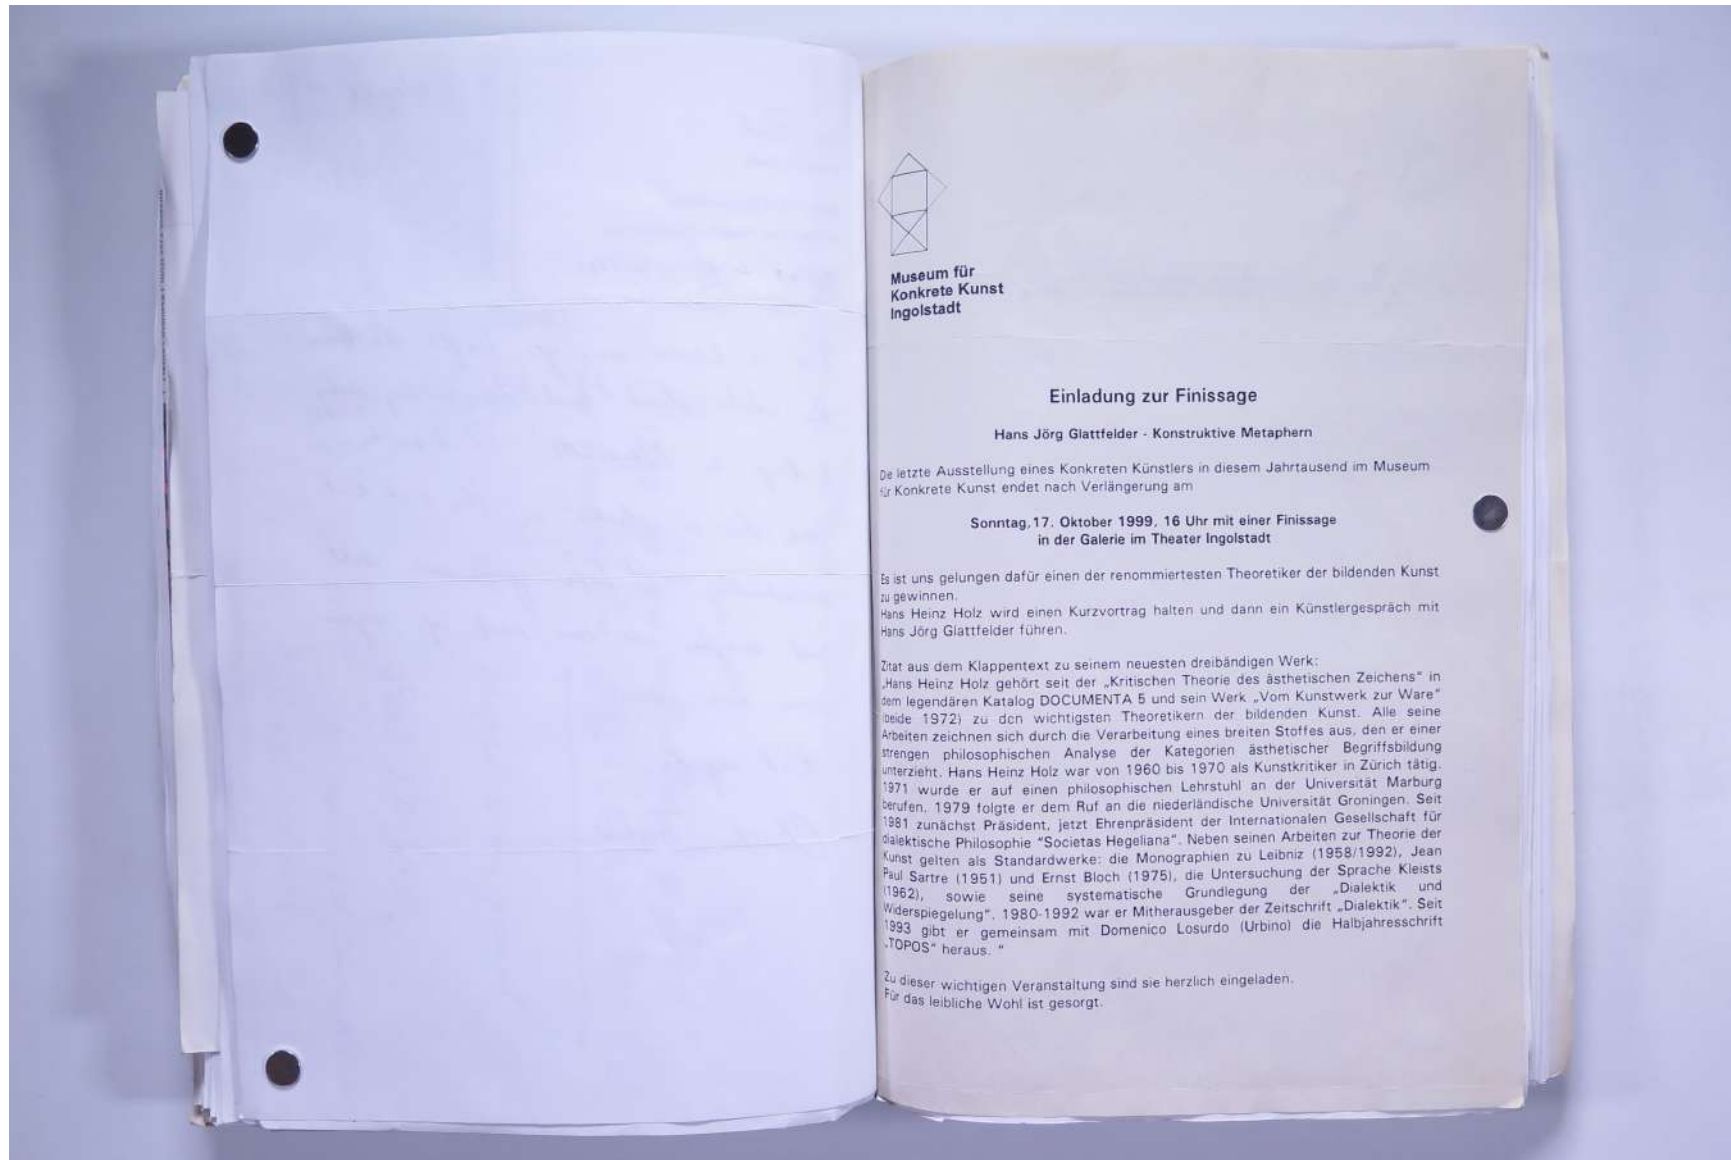 Museum für
Konkrete Kunst
Ingolstadt
Einladung zur Finissage
Hans Jörg Glattfelder - Konstruktive Metaphern
De letzte Ausstellung eines Konkreten Künstlers in diesem Jahrtausend im Museum
für Konkrete Kunst endet nach Verlängerung am
Sonntag, 17. Oktober 1999, 16 Uhr mit einer Finissage
in der Galerie im Theater Ingolstadt
Es ist uns gelungen dafür einen der renommiertesten Theoretiker der bildenden Kunst
zu gewinnen.
Hans Heinz Holz wird einen Kurzvortrag halten und dann ein Künstlergespräch mit
Hans Jörg Glattfelder führen.
Zitat aus dem Klappentext zu seinem neuesten dreibändigen Werk:
„Hans Heinz Holz gehört seit der „Kritischen Theorie des ästhetischen Zeichens" in
dem legendären Katalog DOCUMENTA 5 und sein Werk „Vom Kunstwerk zur Ware"
(beide 1972) zu den wichtigsten Theoretikern der bildenden Kunst. Alle seine
Arbeiten zeichnen sich durch die Verarbeitung eines breiten Stoffes aus, den er einer
strengen philosophischen Analyse der Kategorien ästhetischer Begriffsbildung
unterzieht. Hans Heinz Holz war von 1960 bis 1970 als Kunstkritiker in Zürich tätig.
1971 wurde er auf einen philosophischen Lehrstuhl an der Universität Marburg
berufen, 1979 folgte er dem Ruf an die niederländische Universität Groningen. Seit
1981 zunächst Präsident, jetzt Ehrenpräsident der Internationalen Gesellschaft für
dialektische Philosophie "Societas Hegeliana". Neben seinen Arbeiten zur Theorie der
Kunst gelten als Standardwerke: die Monographien zu Leibniz (1958/1992), Jean
Paul Sartre (1951) und Ernst Bloch (1975), die Untersuchung der Sprache Kleists
(1962), sowie seine systematische Grundlegung der „Dialektik und
Widerspiegelung". 1980-1992 war er Mitherausgeber der Zeitschrift „Dialektik". Seit
1993 gibt er gemeinsam mit Domenico Losurdo (Urbino) die Halbjahresschrift
„TOPOS" heraus. "
Zu dieser wichtigen Veranstaltung sind sie herzlich eingeladen.
Für das leibliche Wohl ist gesorgt.